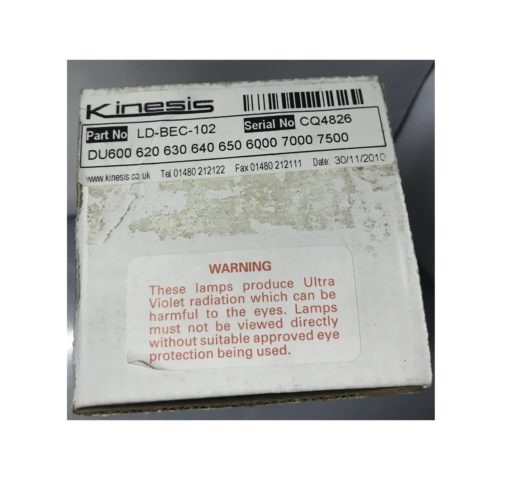 Kinesis
Part No LD-BEC-102 Serial No CQ4826
DU600 620 630 640 650 6000 7000 7500
www.kinesis.co.uk Tel 01480 212122 Fax 01480 212111 Date: 30/11/2010
WARNING
These lamps produce Ultra
Violet radiation which can be
harmful to the eyes. Lamps
must not be viewed directly
without suitable approved eye
protection being used.